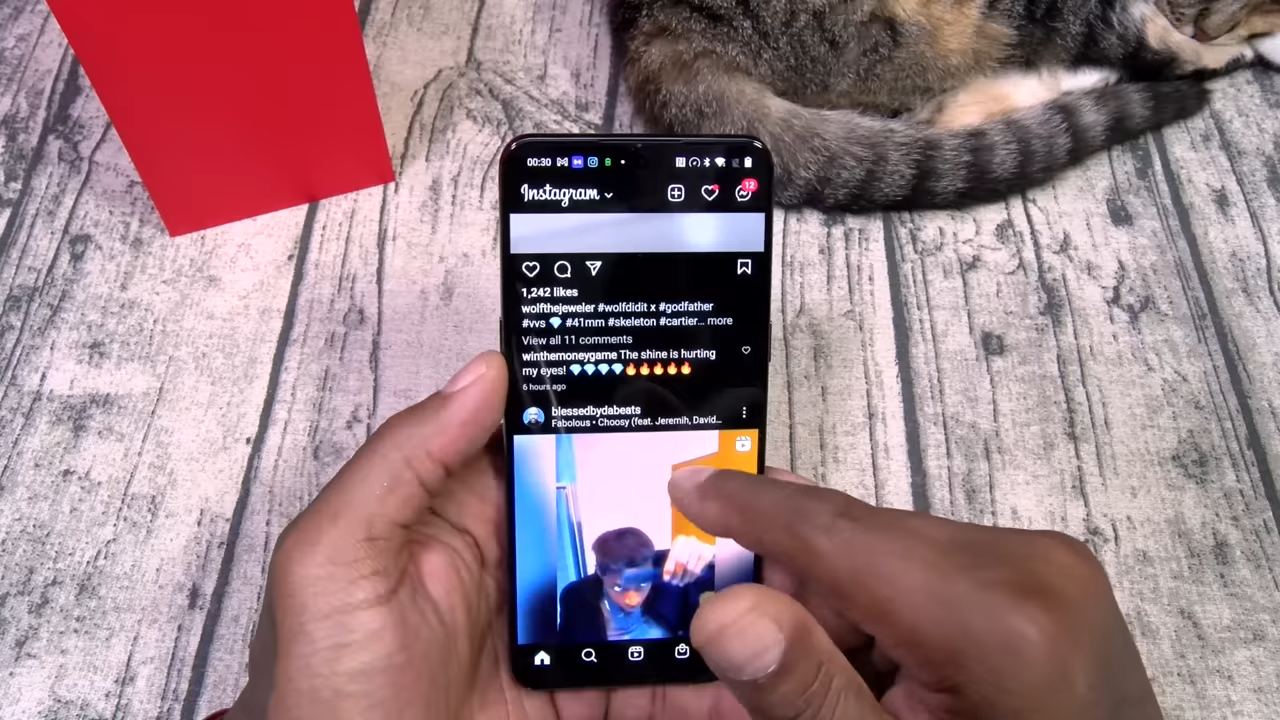 00:30
Instagram
12
1,242 likes
wolfthejeweler #wolfdidit x #godfather
#vvs 💎 #41mm #skeleton #cartier... more
View all 11 comments
winthemoneygame The shine is hurting
my eyes! 💎💎💎💎🔥🔥🔥🔥🔥
6 hours ago
blessedbydabeats
Fabolous • Choosy (feat. Jeremih, David...